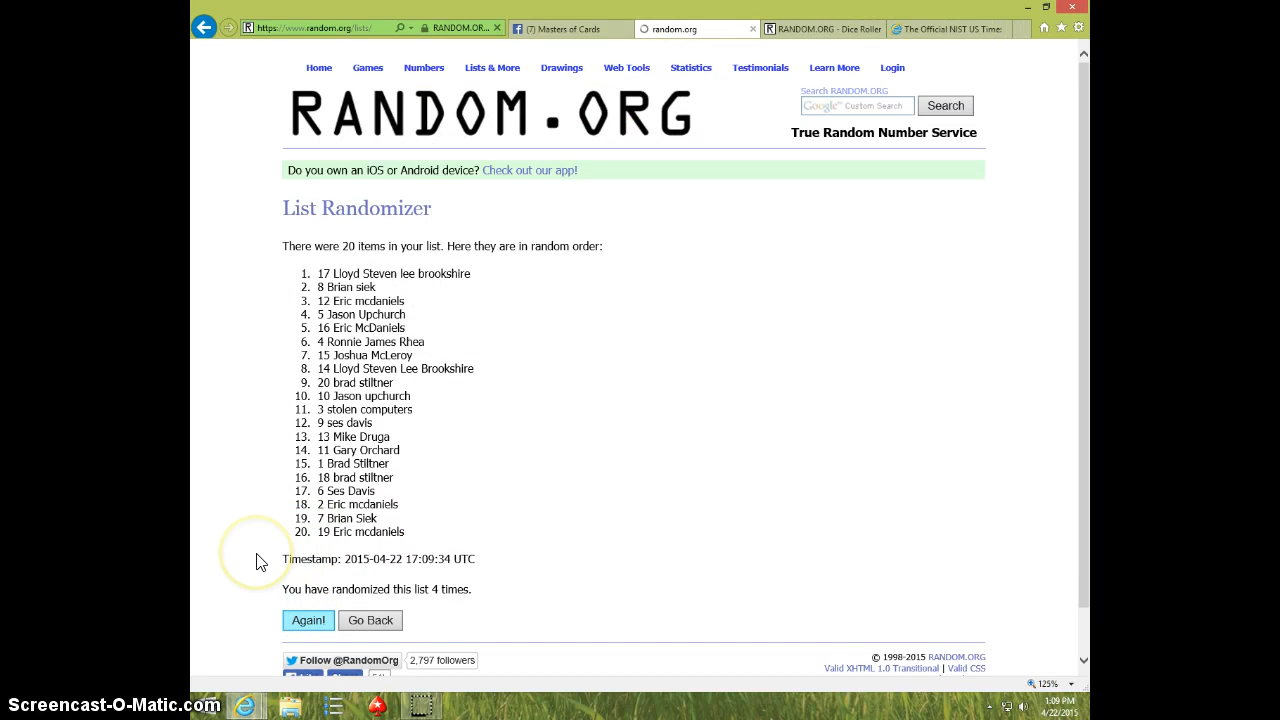 https://www.random.org/lists/
RANDOM.OR...
(7) Masters of Cards
random.org
RANDOM.ORG - Dice Roller
The Official NIST US Time:
Home Games Numbers Lists & More Drawings Web Tools Statistics Testimonials Learn More Login
RANDOM.ORG
Search RANDOM.ORG
Google™ Custom Search
Search
True Random Number Service
Do you own an iOS or Android device? Check out our app!
List Randomizer
There were 20 items in your list. Here they are in random order:
1. 17 Lloyd Steven lee brookshire
2. 8 Brian siek
3. 12 Eric mcdaniels
4. 5 Jason Upchurch
5. 16 Eric McDaniels
6. 4 Ronnie James Rhea
7. 15 Joshua McLeroy
8. 14 Lloyd Steven Lee Brookshire
9. 20 brad stiltner
10. 10 Jason upchurch
11. 3 stolen computers
12. 9 ses davis
13. 13 Mike Druga
14. 11 Gary Orchard
15. 1 Brad Stiltner
16. 18 brad stiltner
17. 6 Ses Davis
18. 2 Eric mcdaniels
19. 7 Brian Siek
20. 19 Eric mcdaniels
Timestamp: 2015-04-22 17:09:34 UTC
You have randomized this list 4 times.
Again! Go Back
Follow @RandomOrg 2,797 followers
© 1998-2015 RANDOM.ORG
Valid XHTML 1.0 Transitional | Valid CSS
125%
Screencast-O-Matic.com
1:09 PM
4/22/2015